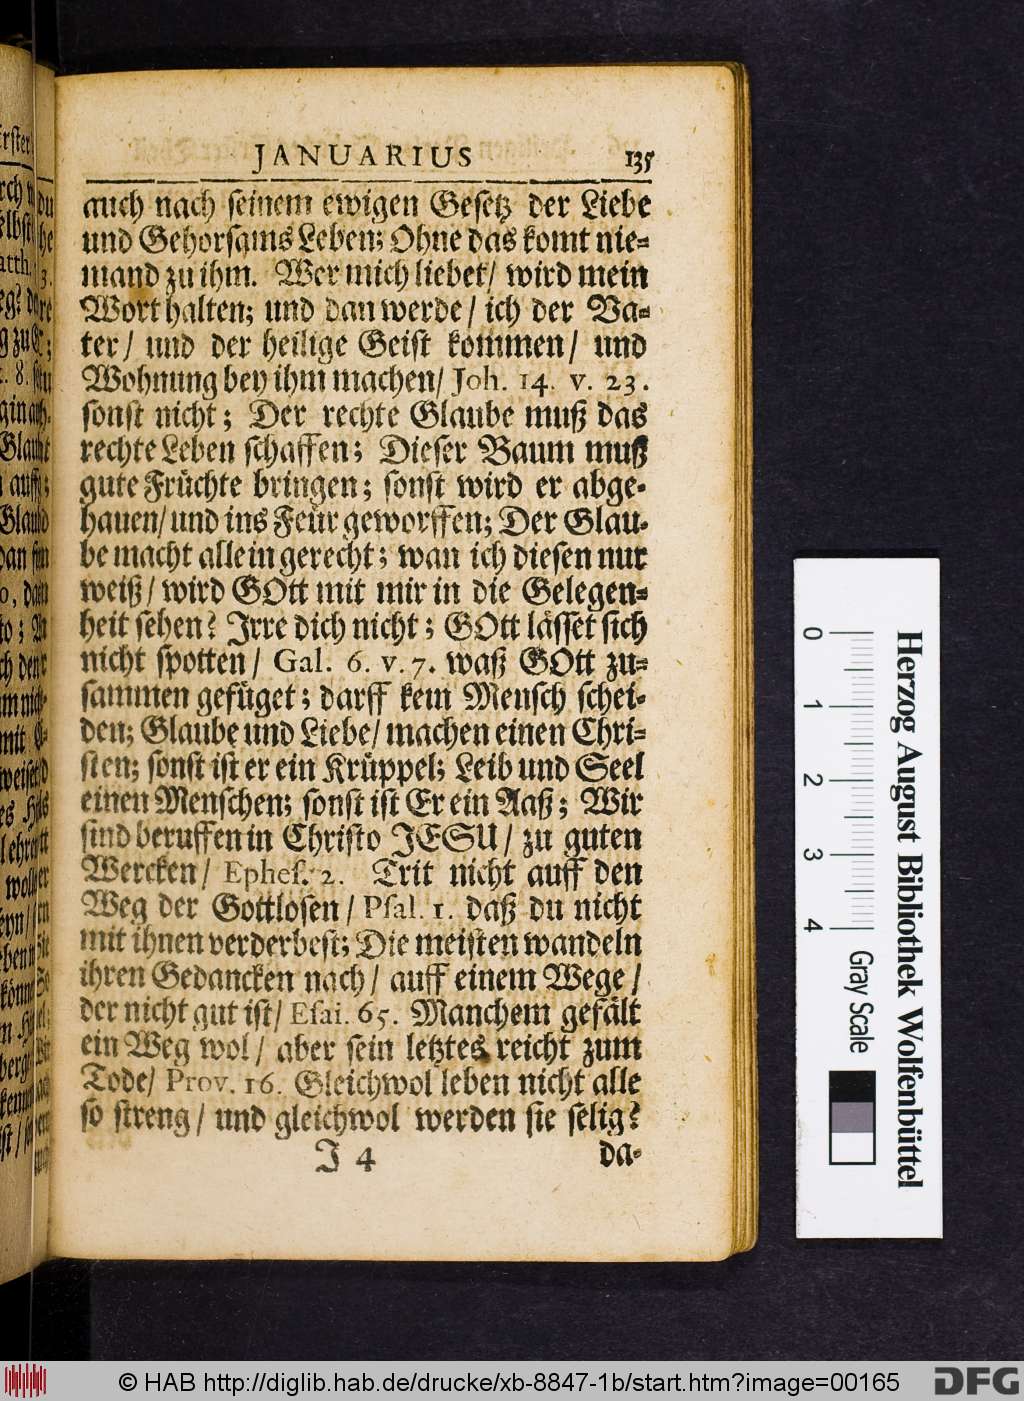 JANUARIUS 135
auch nach seinem ewigen Gesetz der Liebe
und Gehorsams Leben; Ohne das komt nie=
mand zu ihm. Wer mich liebet/ wird mein
Wort halten; und dan werde/ ich der Va=
ter/ und der heilige Geist kommen/ und
Wohnung bey ihm machen/ Joh. 14. v. 23.
sonst nicht; Der rechte Glaube muß das
rechte Leben schaffen; Dieser Baum muß
gute Früchte bringen; sonst wird er abge=
hauen/ und ins Feur geworffen; Der Glau=
be macht allein gerecht; wan ich diesen nur
weiß/ wird GOtt mit mir in die Gelegen=
heit sehen? Irre dich nicht; GOtt lässet sich
nicht spotten/ Gal. 6. v. 7. waß GOtt zu=
sammen gefüget; darff kein Mensch schei=
den; Glaube und Liebe/ machen einen Chri=
sten; sonst ist er ein Krüppel; Leib und Seel
einen Menschen; sonst ist Er ein Aaß; Wir
sind beruffen in Christo JESU/ zu guten
Wercken/ Ephes. 2. Trit nicht auff den
Weg der Gottlosen/ Psal. 1. daß du nicht
mit ihnen verderbest; Die meisten wandeln
ihren Gedancken nach/ auff einem Wege/
der nicht gut ist/ Esai. 65. Manchem gefält
ein Weg wol/ aber sein letztes reicht zum
Tode/ Prov. 16. Gleichwol leben nicht alle
so streng/ und gleichwol werden sie selig?
J 4 da=
0 1 2 3 4
Gray Scale
Herzog August Bibliothek Wolfenbüttel
© HAB http://diglib.hab.de/drucke/xb-8847-1b/start.htm?image=00165
DFG